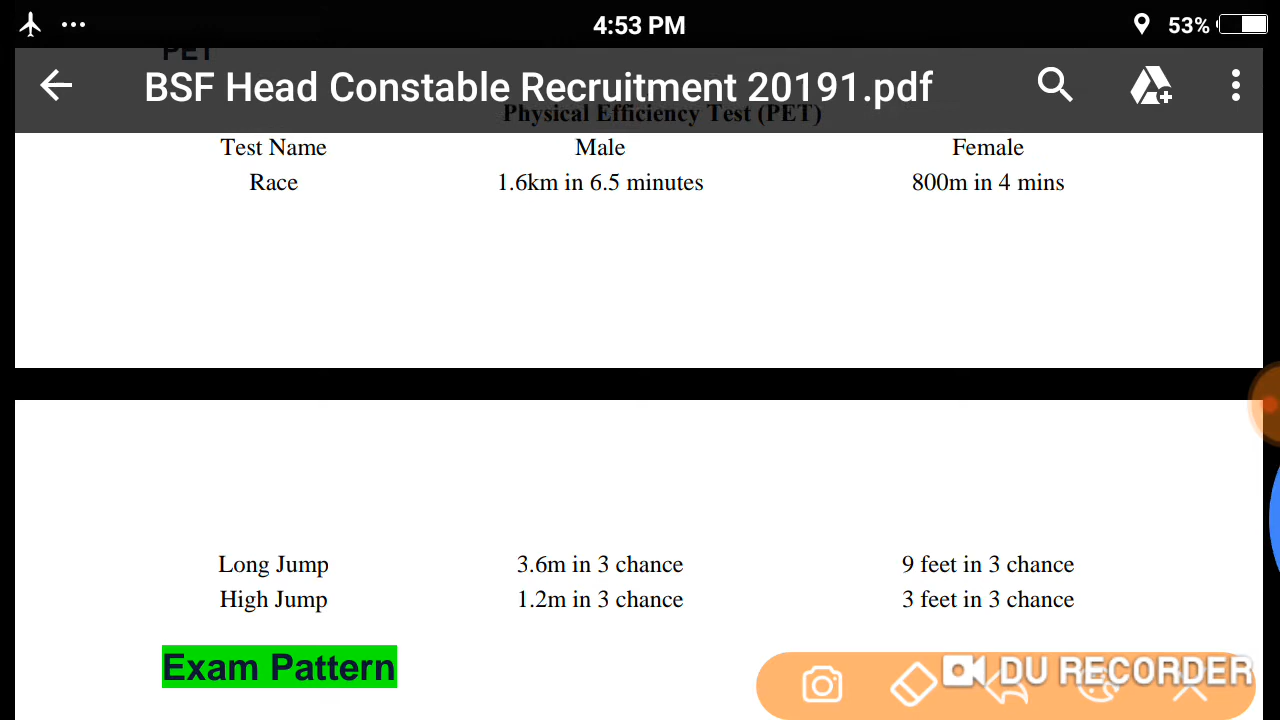 4:53 PM
53%
PET
BSF Head Constable Recruitment 20191.pdf
Physical Efficiency Test (PET)
Test Name Male Female
Race 1.6km in 6.5 minutes 800m in 4 mins
Long Jump 3.6m in 3 chance 9 feet in 3 chance
High Jump 1.2m in 3 chance 3 feet in 3 chance
Exam Pattern
DU RECORDER